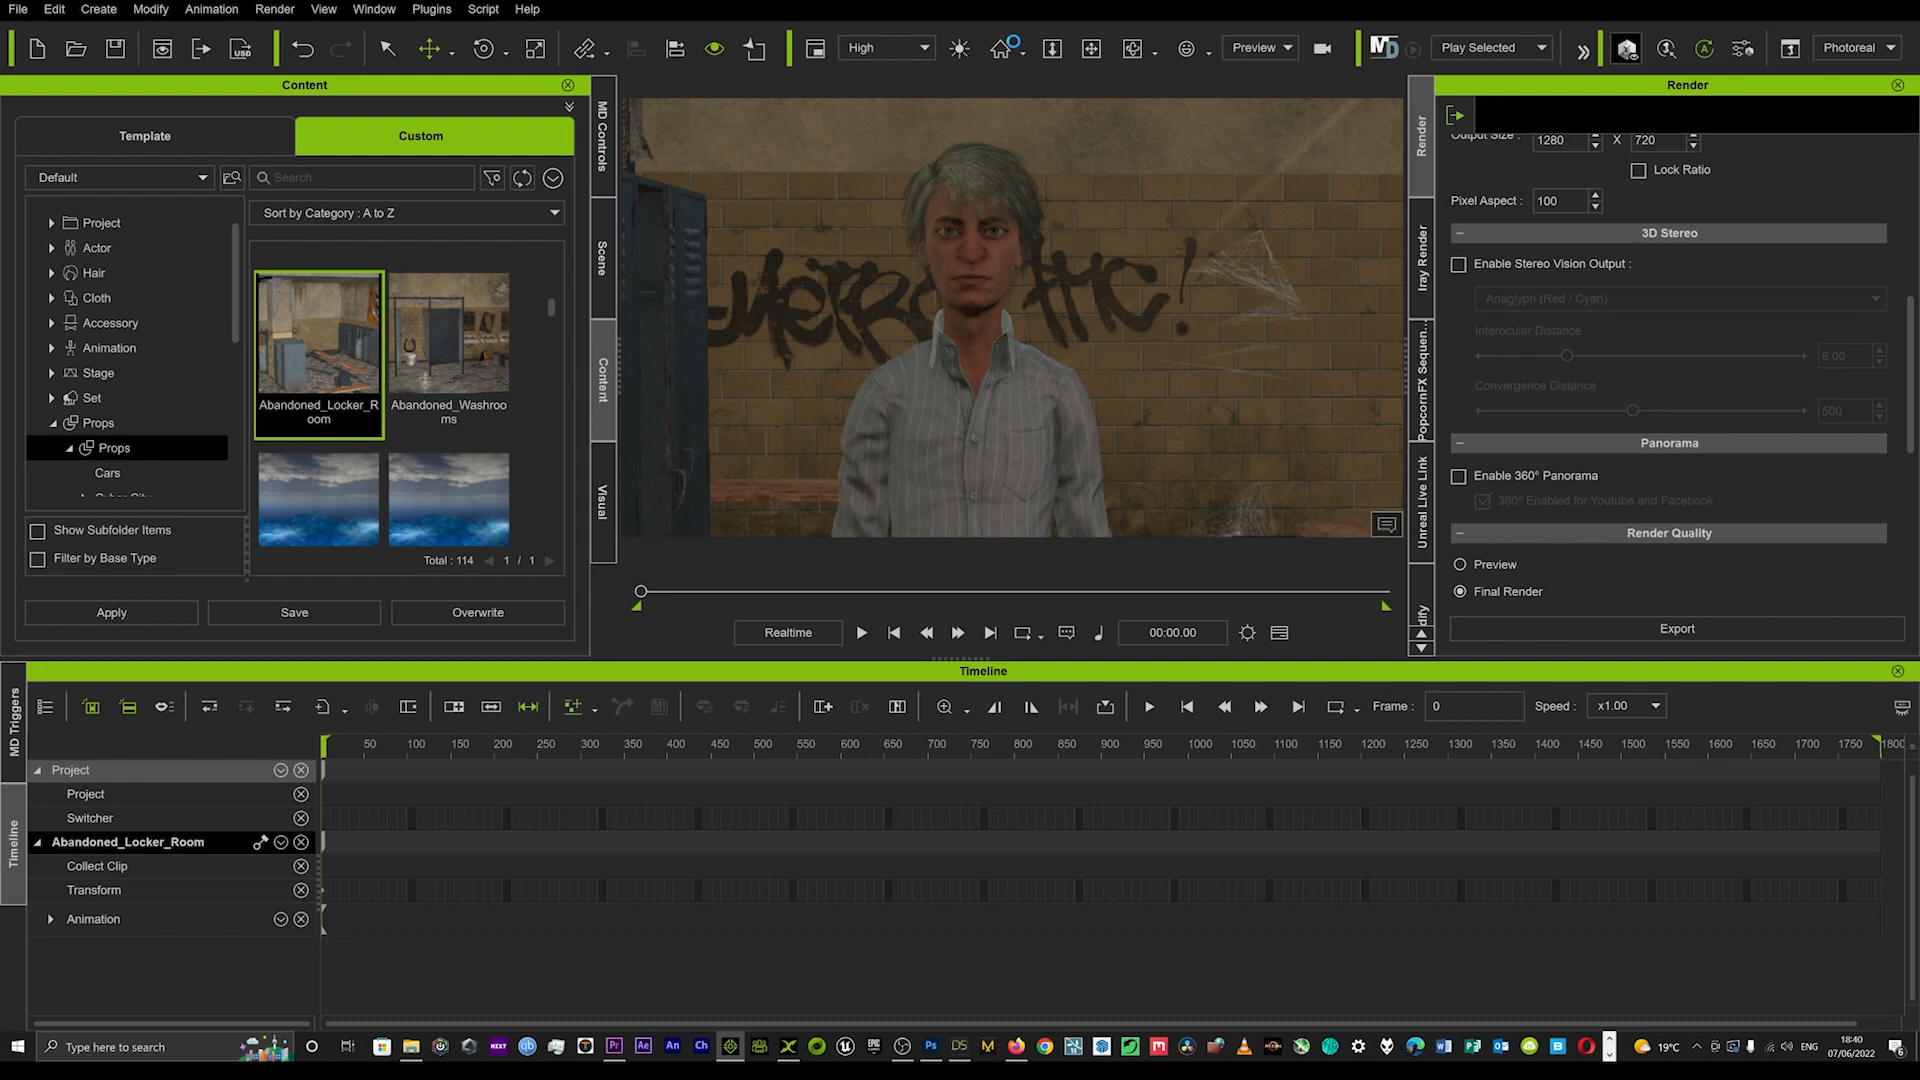 File Edit Create Modify Animation Render View Window Plugins Script Help
High
Preview
Play Selected
Photoreal
Content
Template
Custom
Default
Search
Sort by Category : A to Z
Project
Actor
Hair
Cloth
Accessory
Animation
Stage
Set
Props
Props
Cars
Abandoned_Locker_R
oom
Abandoned_Washroo
ms
Show Subfolder Items
Filter by Base Type
Total : 114
1 / 1
Apply
Save
Overwrite
MD Controls
Scene
Content
Visual
METRO
THC!
Realtime
00:00.00
Render
Iray Render
PopcornFX Sequen...
Unreal Live Link
Render
Output Size :
1280 X 720
Lock Ratio
Pixel Aspect : 100
3D Stereo
Enable Stereo Vision Output :
Anaglyph (Red / Cyan)
Interocular Distance
6.00
Convergence Distance
500
Panorama
Enable 360° Panorama
360° Enabled for Youtube and Facebook
Render Quality
Preview
Final Render
Export
Timeline
MD Triggers
Timeline
Frame : 0
Speed : x1.00
50 100 150 200 250 300 350 400 450 500 550 600 650 700 750 800 850 900 950 1000 1050 1100 1150 1200 1250 1300 1350 1400 1450 1500 1550 1600 1650 1700 1750 1800
Project
Project
Switcher
Abandoned_Locker_Room
Collect Clip
Transform
Animation
Type here to search
19°C
ENG
18:40
07/06/2022